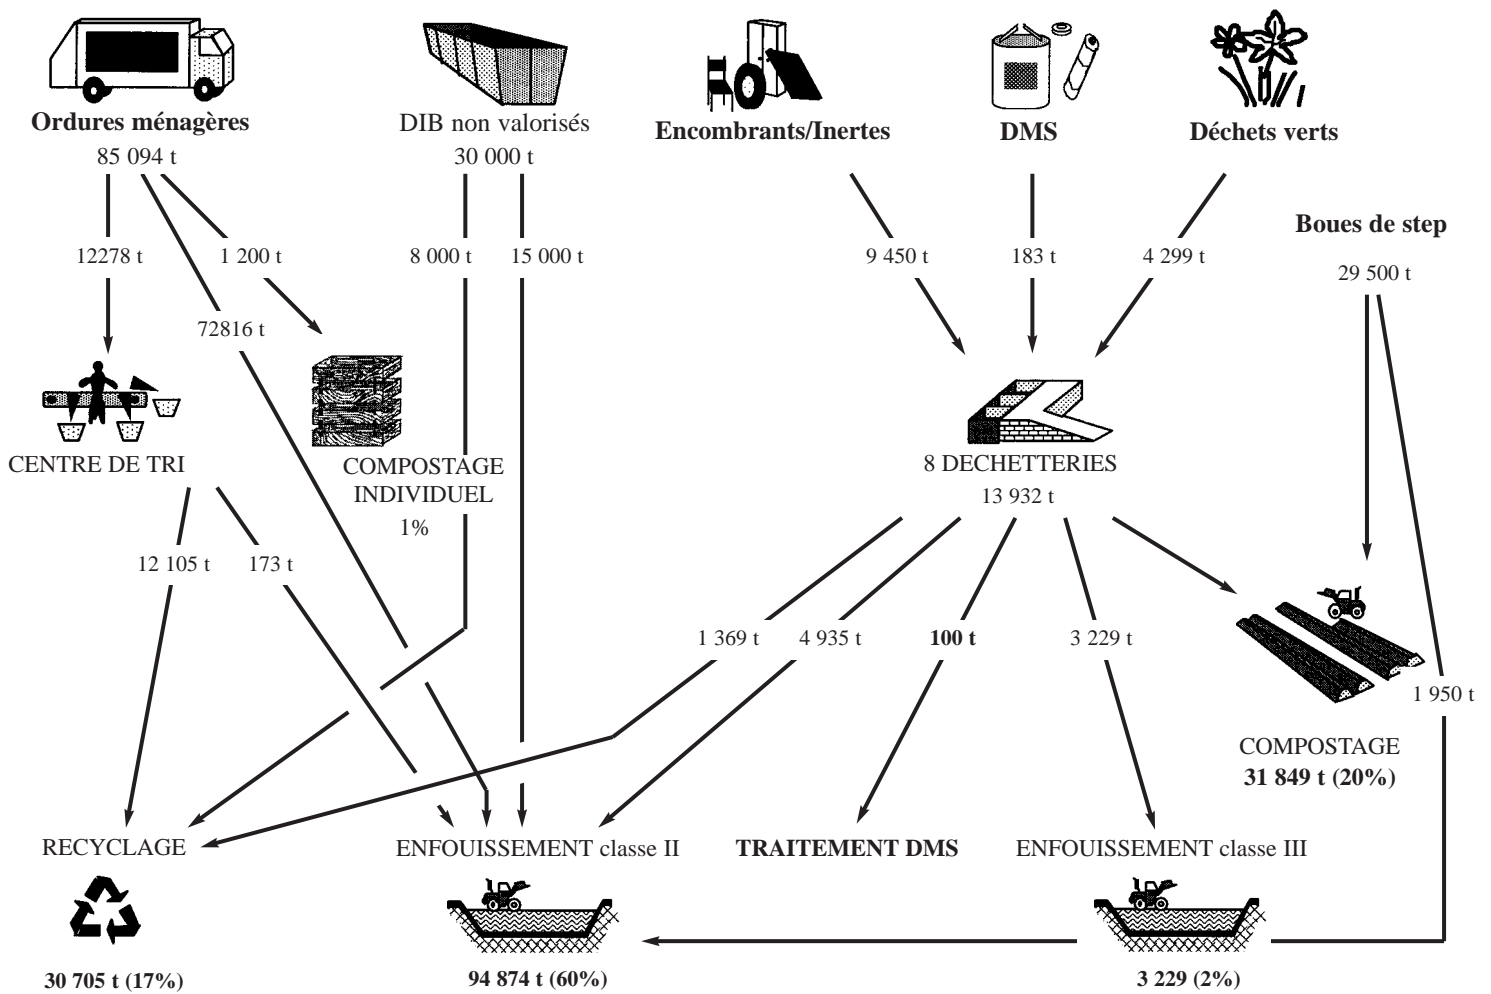 Ordures ménagères
85 094 t
DIB non valorisés
30 000 t
Encombrants/Inertes
DMS
Déchets verts
Boues de step
29 500 t
12278 t
1 200 t
8 000 t
15 000 t
9 450 t
183 t
4 299 t
72816 t
CENTRE DE TRI
COMPOSTAGE
INDIVIDUEL
1%
8 DECHETTERIES
13 932 t
12 105 t
173 t
1 369 t
4 935 t
100 t
3 229 t
1 950 t
COMPOSTAGE
31 849 t (20%)
RECYCLAGE
ENFOUISSEMENT classe II
TRAITEMENT DMS
ENFOUISSEMENT classe III
30 705 t (17%)
94 874 t (60%)
3 229 (2%)